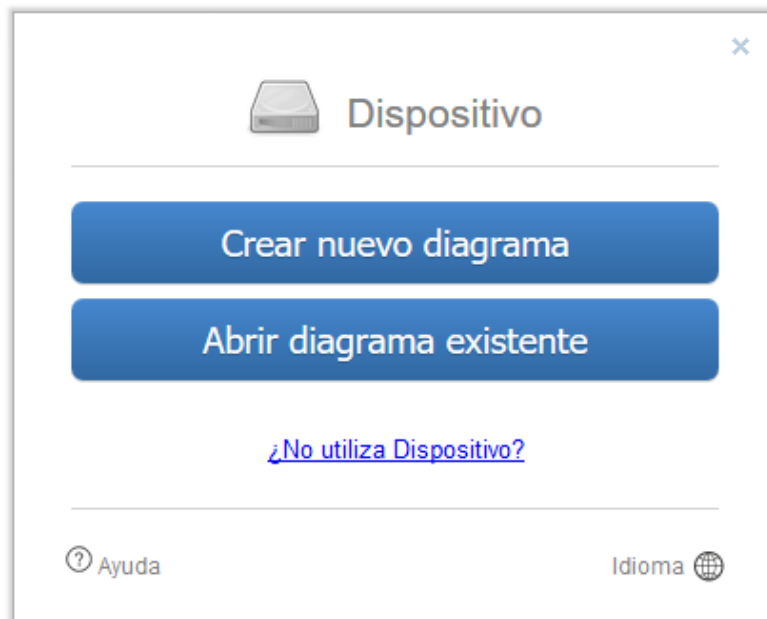 ×
Dispositivo
Crear nuevo diagrama
Abrir diagrama existente
¿No utiliza Dispositivo?
? Ayuda
Idioma